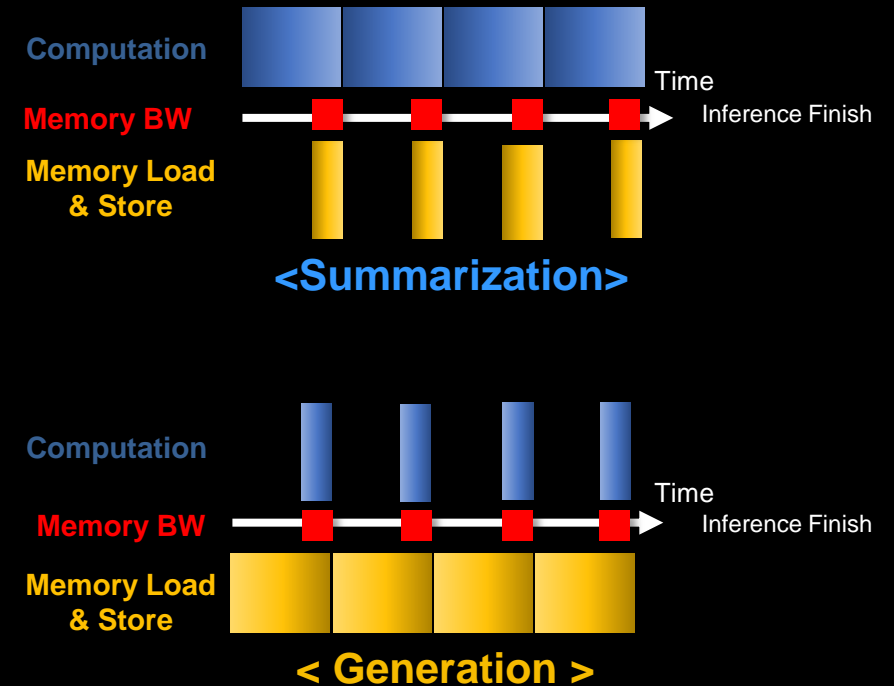 Computation
Time
Memory BW
Inference Finish
Memory Load
& Store
<Summarization>
Computation
Time
Memory BW
Inference Finish
Memory Load
& Store
< Generation >